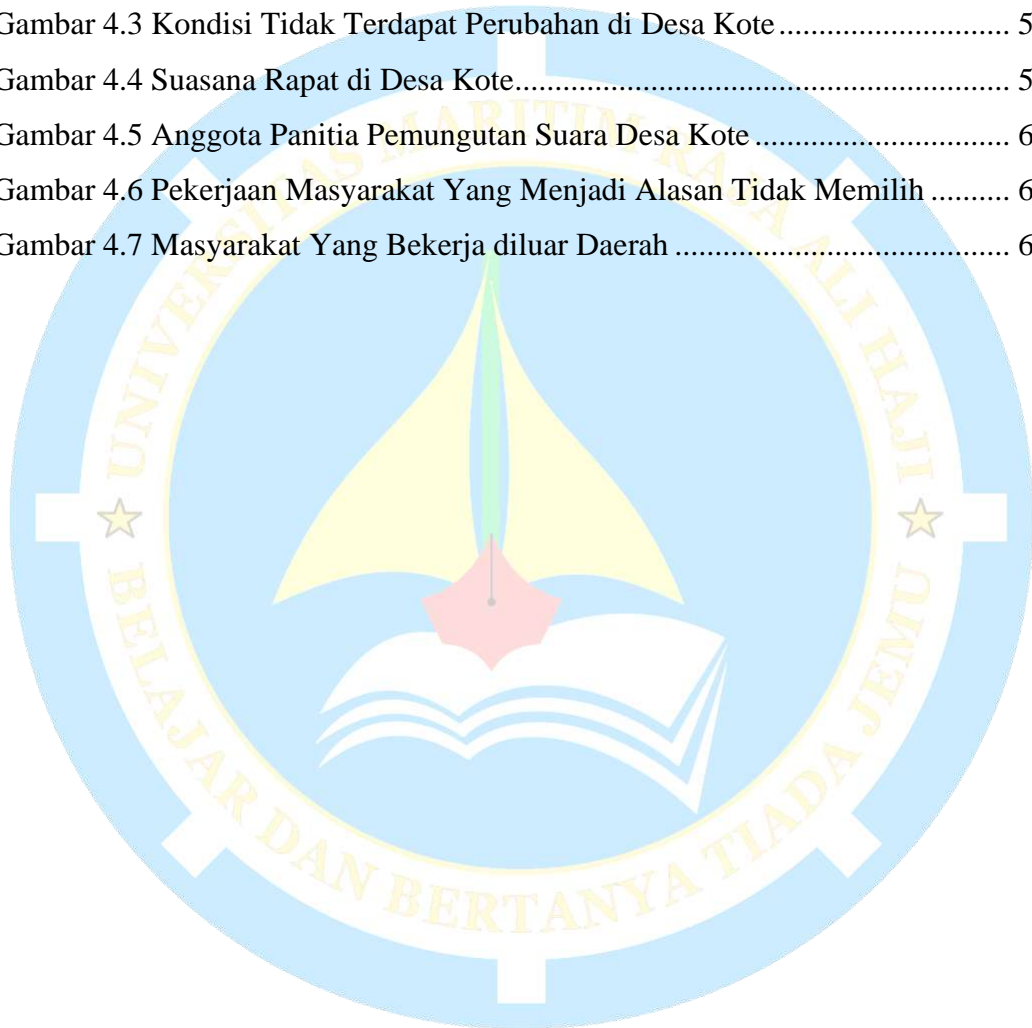 Gambar 4.3 Kondisi Tidak Terdapat Perubahan di Desa Kote ........................... 5
Gambar 4.4 Suasana Rapat di Desa Kote ........................................................... 5
Gambar 4.5 Anggota Panitia Pemungutan Suara Desa Kote .............................. 6
Gambar 4.6 Pekerjaan Masyarakat Yang Menjadi Alasan Tidak Memilih .......... 6
Gambar 4.7 Masyarakat Yang Bekerja diluar Daerah ....................................... 6
UNIVERSITAS MARITIM RAJA ALI HAJI
BELAJAR DAN BERTANYA TIADA JEMU